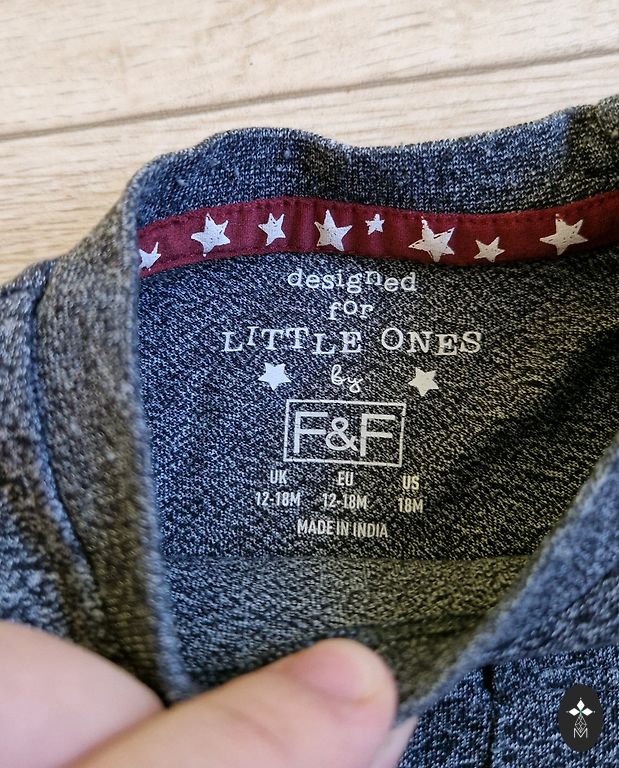 designed
for
LITTLE ONES
by
F&F
UK EU US
12-18M 12-18M 18M
MADE IN INDIA
M